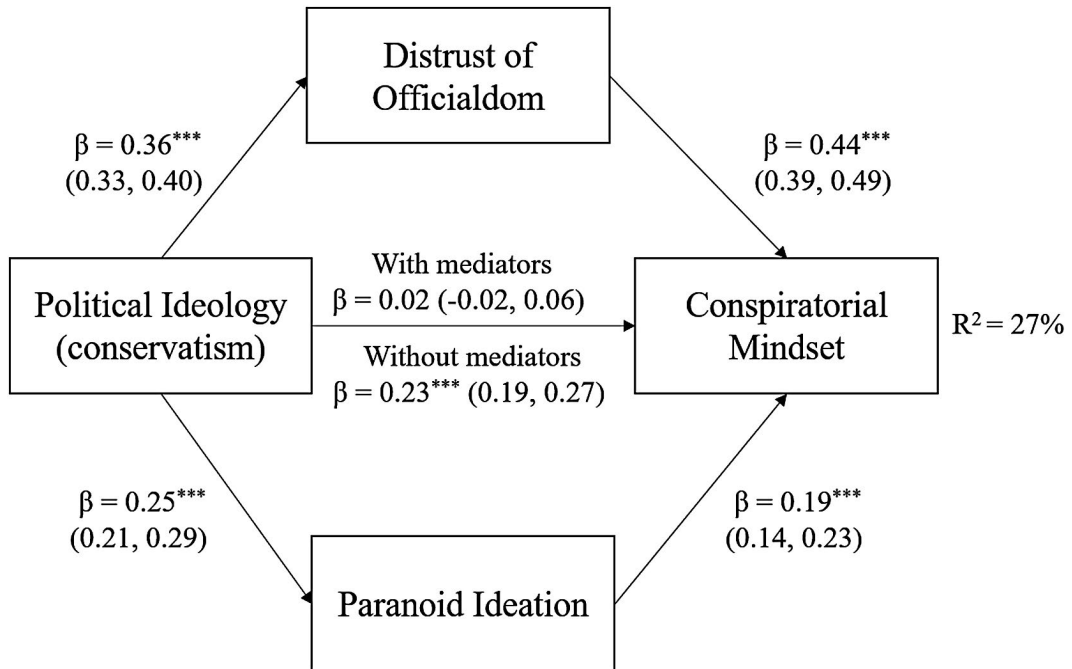 Distrust of
Officialdom
β = 0.36***
(0.33, 0.40)
β = 0.44***
(0.39, 0.49)
Political Ideology
(conservatism)
With mediators
β = 0.02 (-0.02, 0.06)
Without mediators
β = 0.23*** (0.19, 0.27)
Conspiratorial
Mindset
R² = 27%
β = 0.25***
(0.21, 0.29)
β = 0.19***
(0.14, 0.23)
Paranoid Ideation